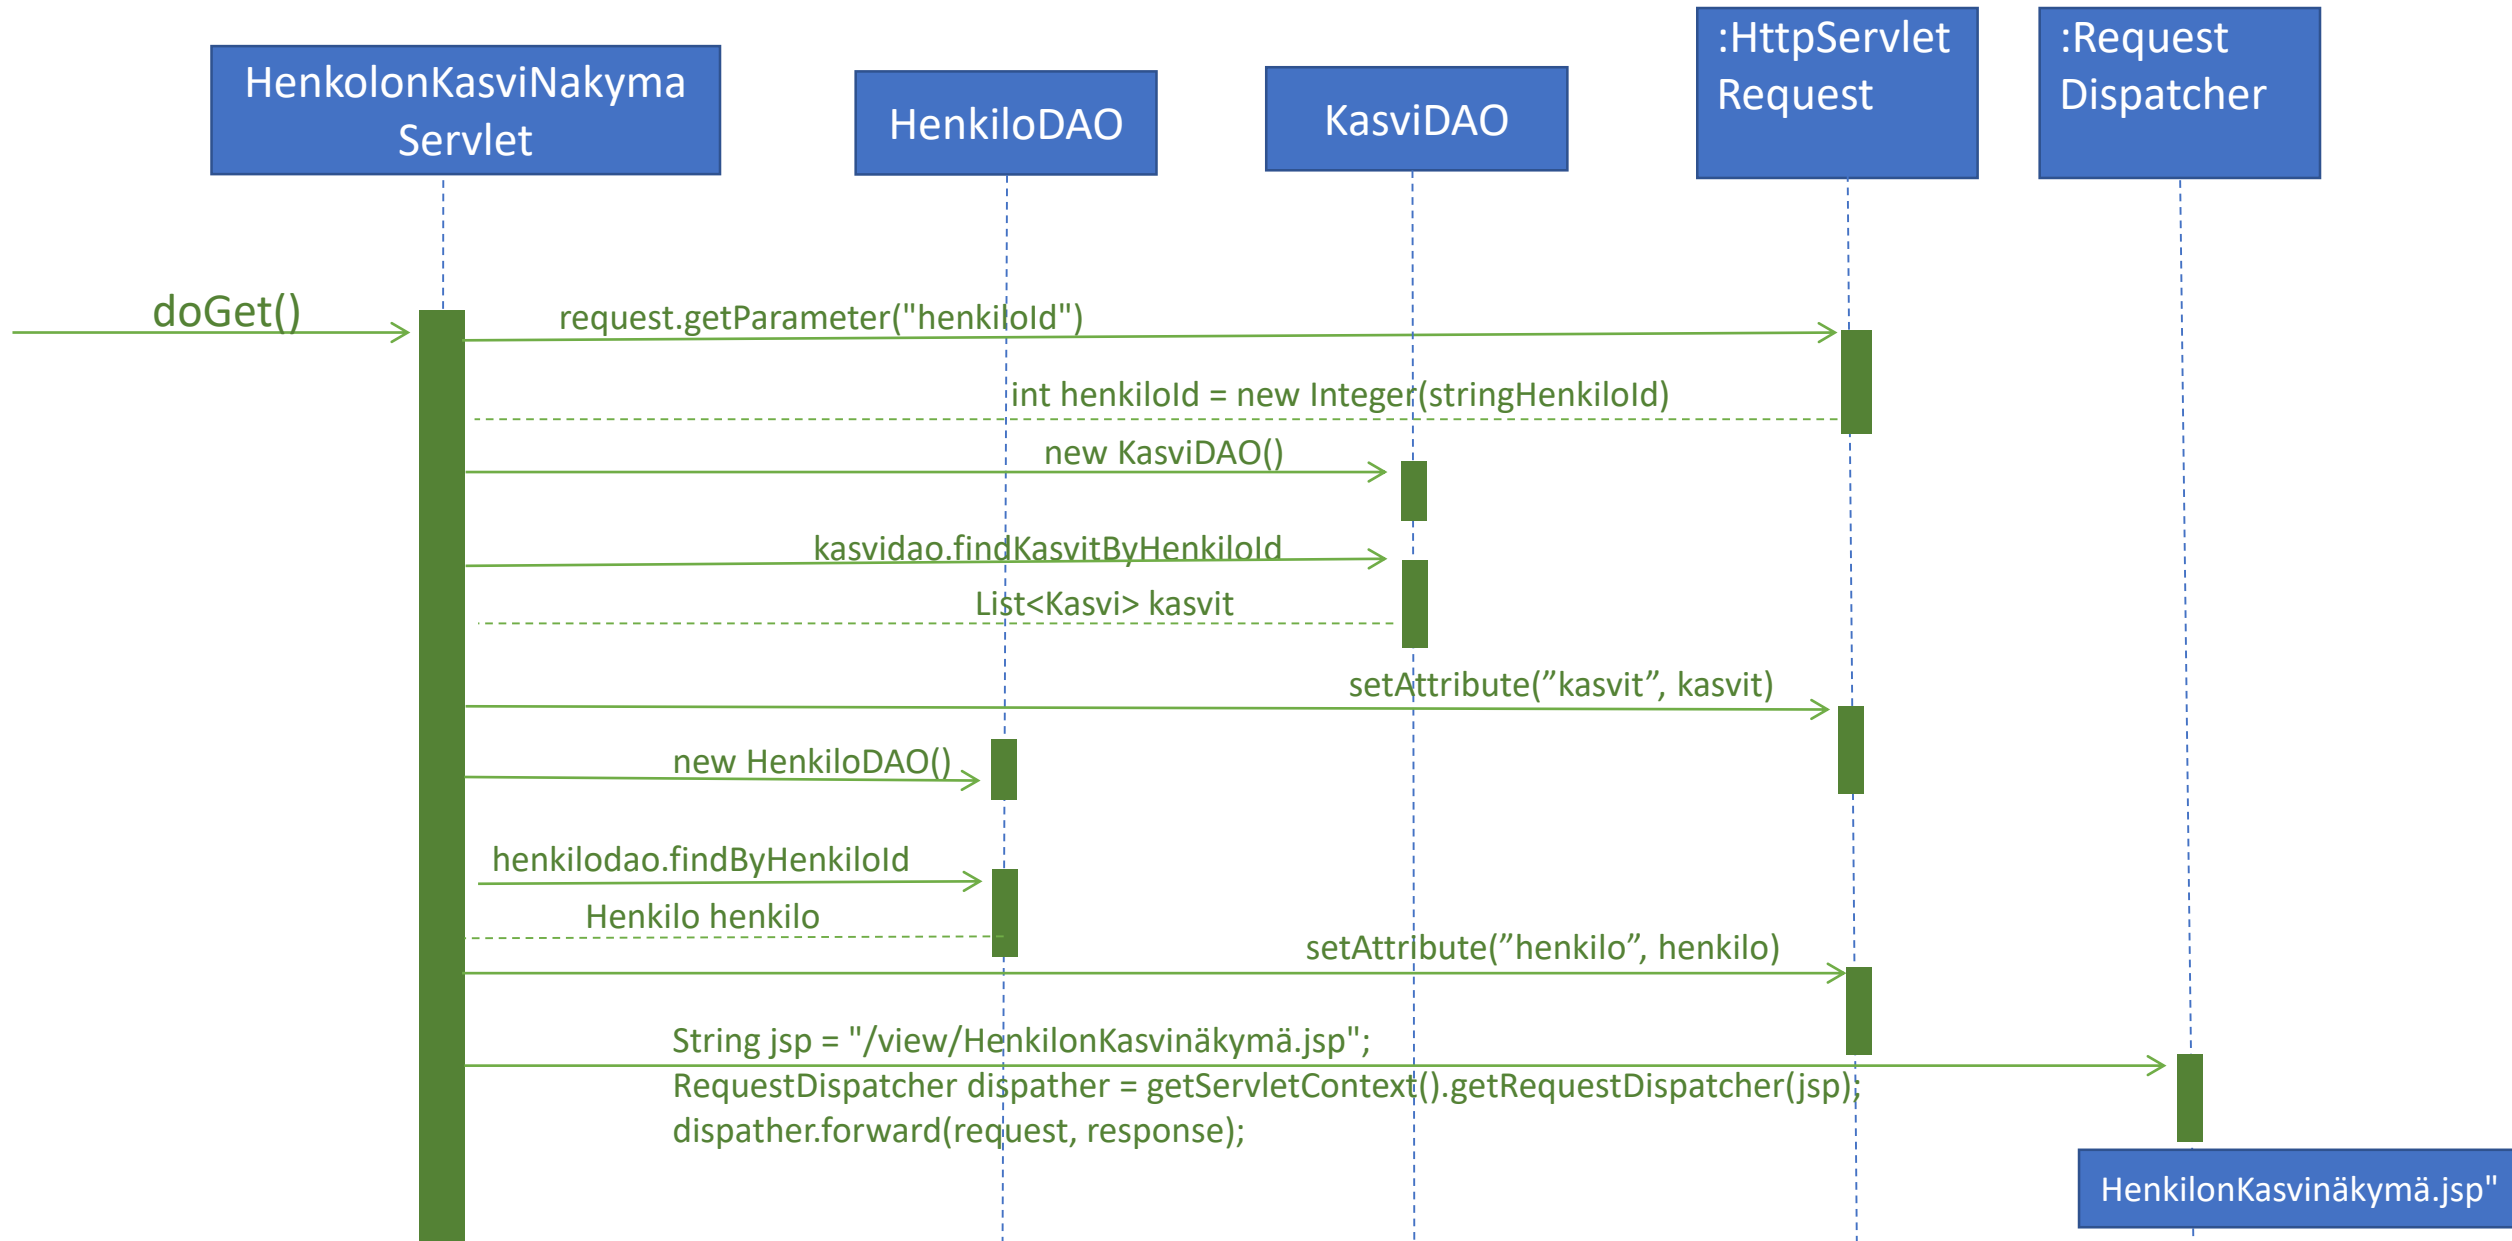 HenkolonKasviNakyma
Servlet
HenkiloDAO
KasviDAO
:HttpServlet
Request
:Request
Dispatcher
doGet()
request.getParameter("henkiloId")
int henkiloId = new Integer(stringHenkiloId)
new KasviDAO()
kasvidao.findKasvitByHenkiloId
List<Kasvi> kasvit
setAttribute(”kasvit”, kasvit)
new HenkiloDAO()
henkilodao.findByHenkiloId
Henkilo henkilo
setAttribute(”henkilo”, henkilo)
String jsp = "/view/HenkilonKasvinäkymä.jsp";
RequestDispatcher dispather = getServletContext().getRequestDispatcher(jsp);
dispather.forward(request, response);
HenkilonKasvinäkymä.jsp"